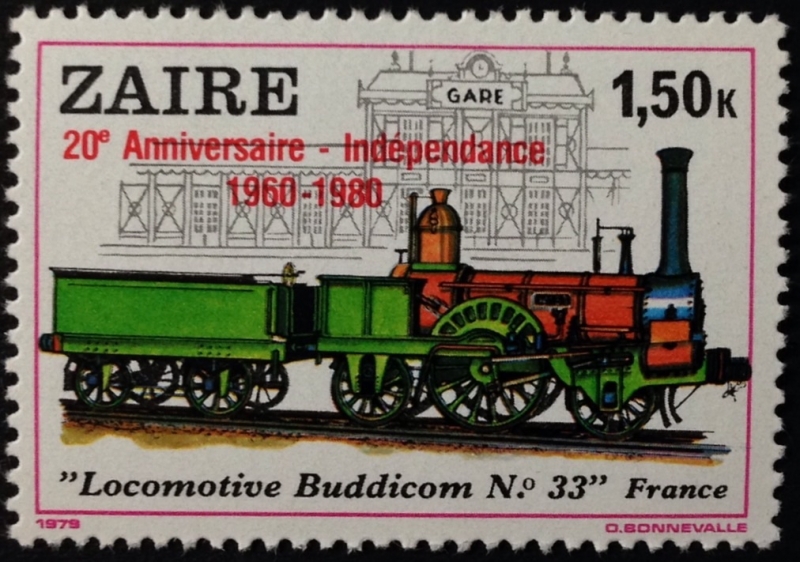 ZAIRE
GARE
1,50K
20e Anniversaire - Indépendance
1960-1980
"Locomotive Buddicom N.º 33" France
1979
O.BONNEVALLE